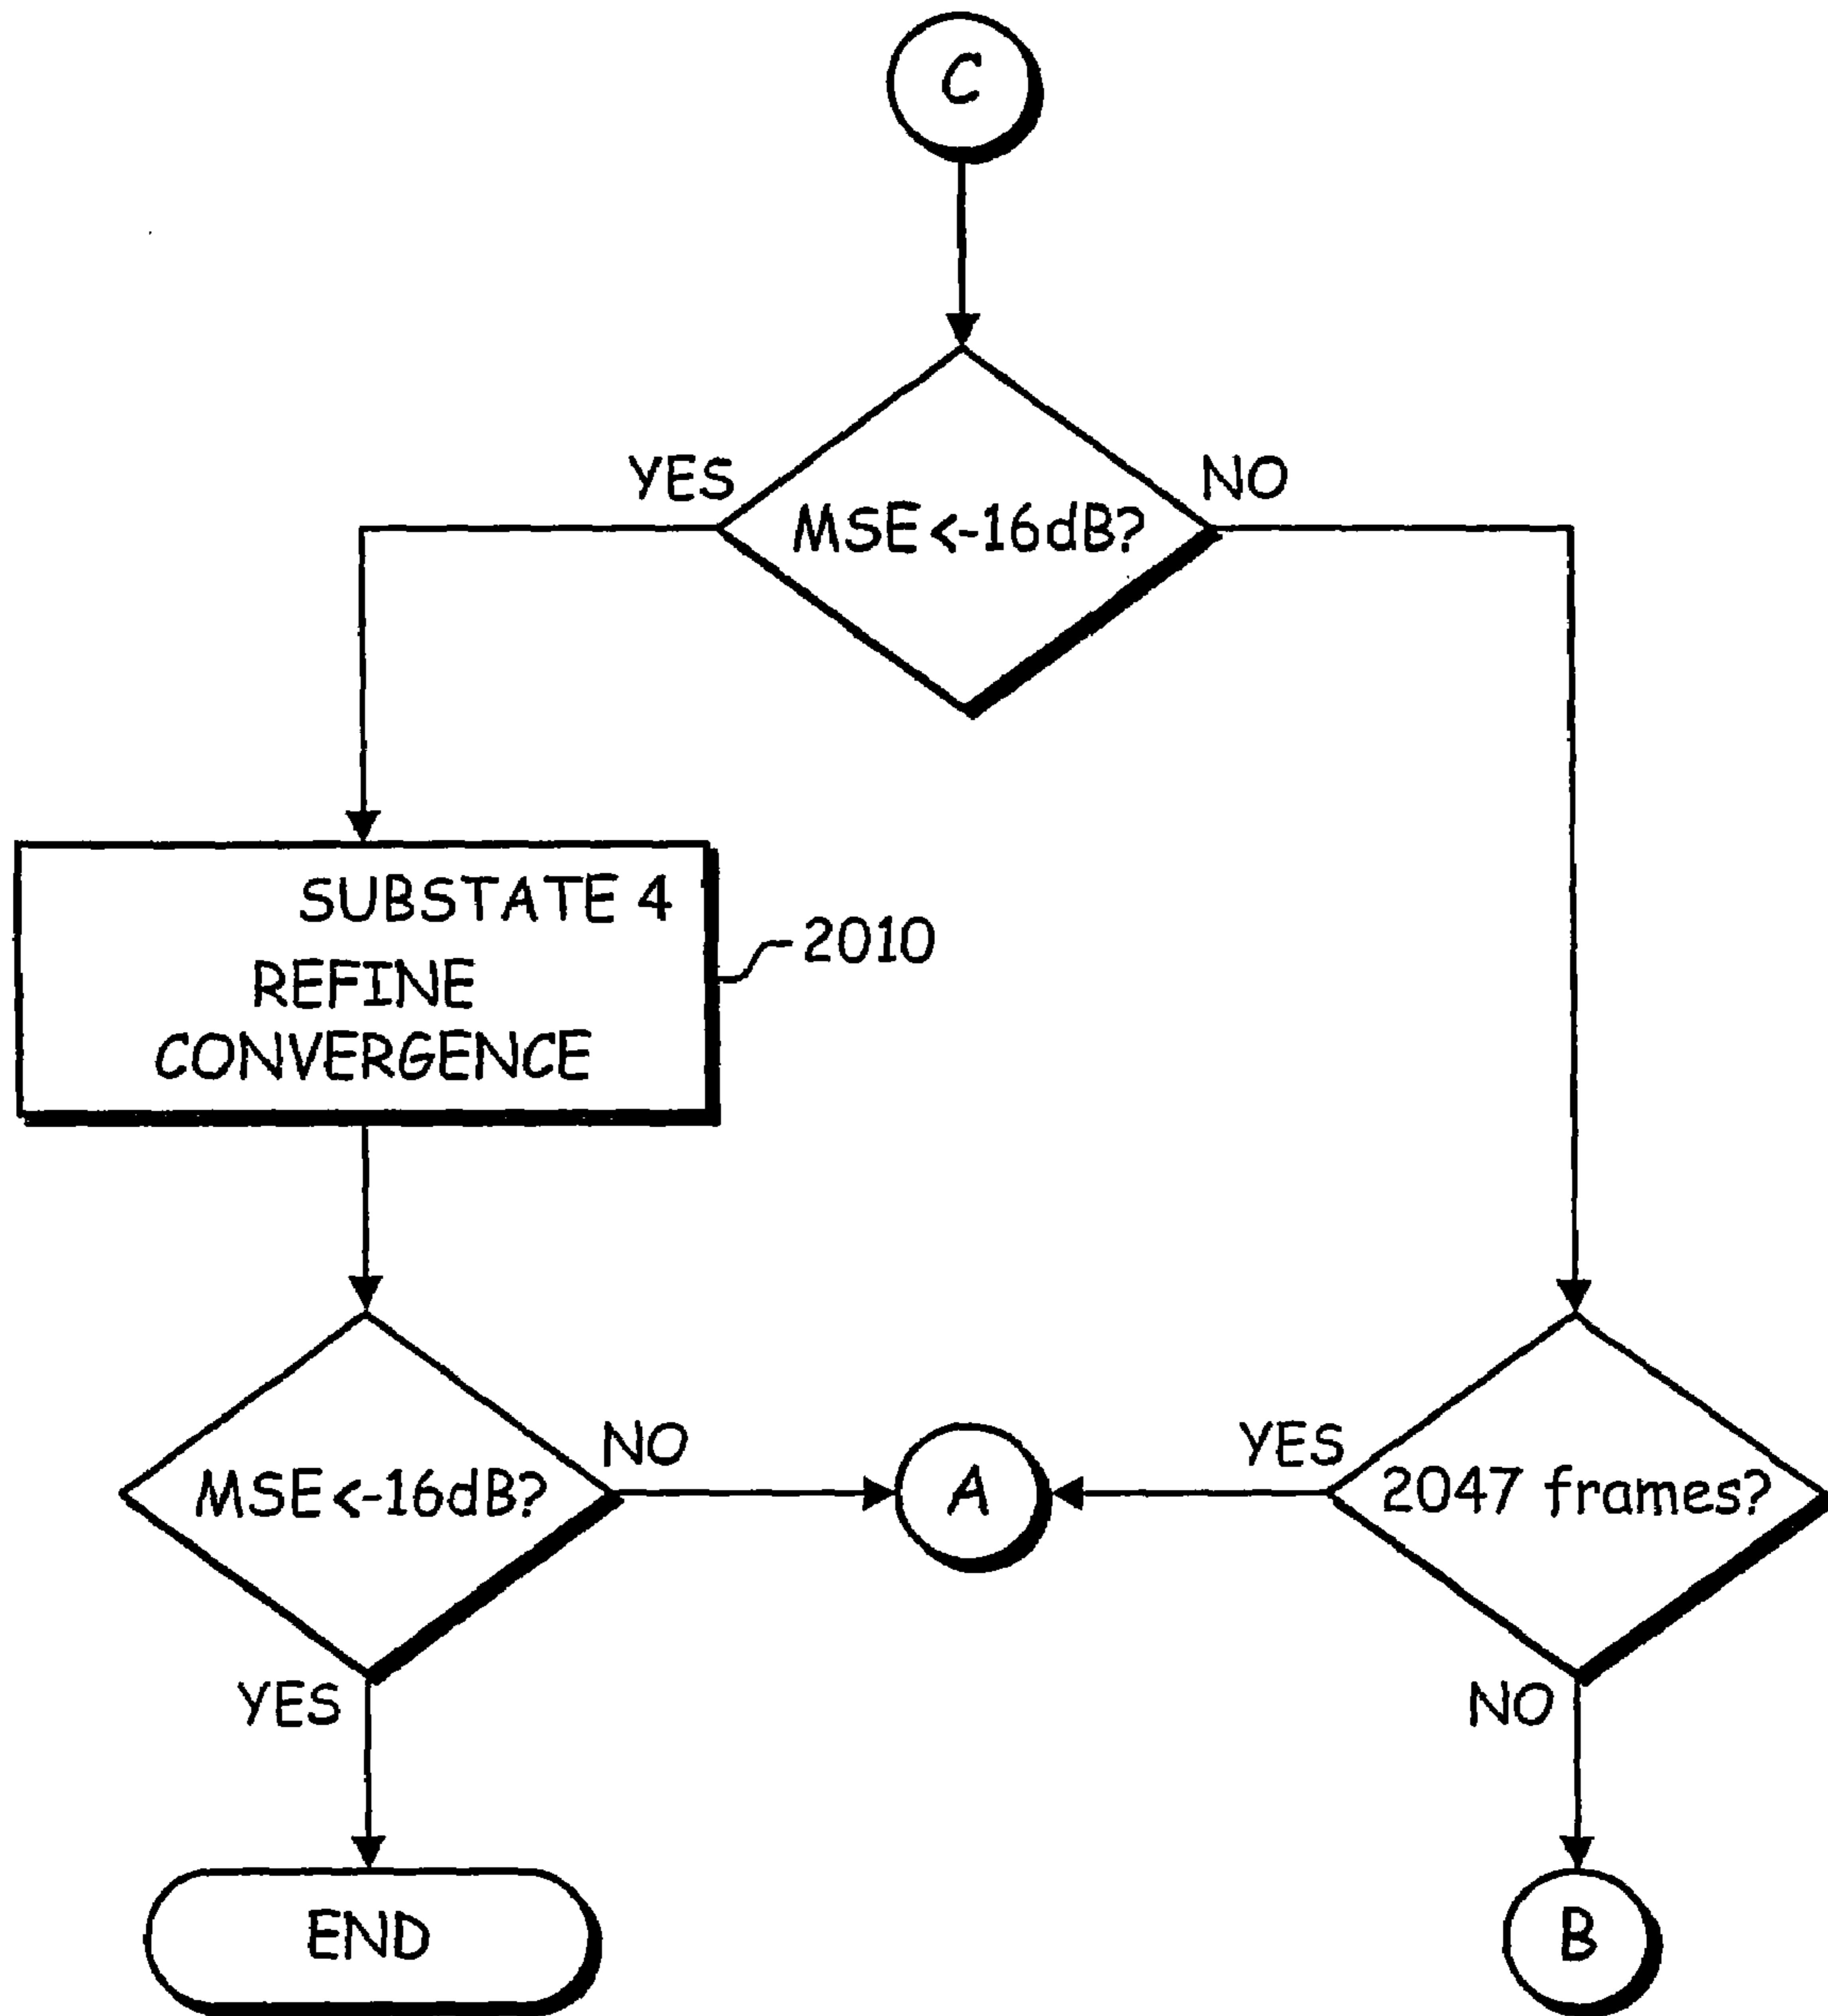 C
YES
NO
MSE<-16dB?
SUBSTATE 4
REFINE
CONVERGENCE
2010
NO
YES
MSE<-16dB?
A
2047 frames?
YES
NO
END
B